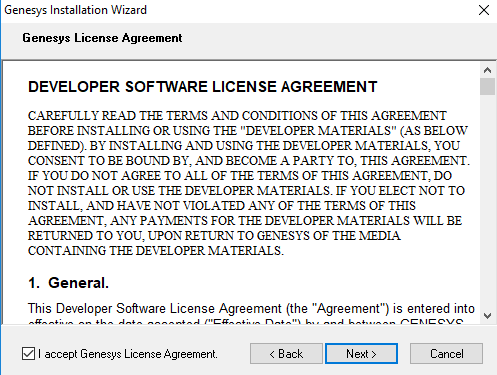 Genesys Installation Wizard
Genesys License Agreement
DEVELOPER SOFTWARE LICENSE AGREEMENT
CAREFULLY READ THE TERMS AND CONDITIONS OF THIS AGREEMENT
BEFORE INSTALLING OR USING THE "DEVELOPER MATERIALS" (AS BELOW
DEFINED). BY INSTALLING AND USING THE DEVELOPER MATERIALS, YOU
CONSENT TO BE BOUND BY, AND BECOME A PARTY TO, THIS AGREEMENT.
IF YOU DO NOT AGREE TO ALL OF THE TERMS OF THIS AGREEMENT, DO
NOT INSTALL OR USE THE DEVELOPER MATERIALS. IF YOU ELECT NOT TO
INSTALL, AND HAVE NOT VIOLATED ANY OF THE TERMS OF THIS
AGREEMENT, ANY PAYMENTS FOR THE DEVELOPER MATERIALS WILL BE
RETURNED TO YOU, UPON RETURN TO GENESYS OF THE MEDIA
CONTAINING THE DEVELOPER MATERIALS.
1. General.
This Developer Software License Agreement (the "Agreement") is entered into
effective on the date accepted ("Effective Date") by and between GENESYS
I accept Genesys License Agreement.
< Back
Next >
Cancel